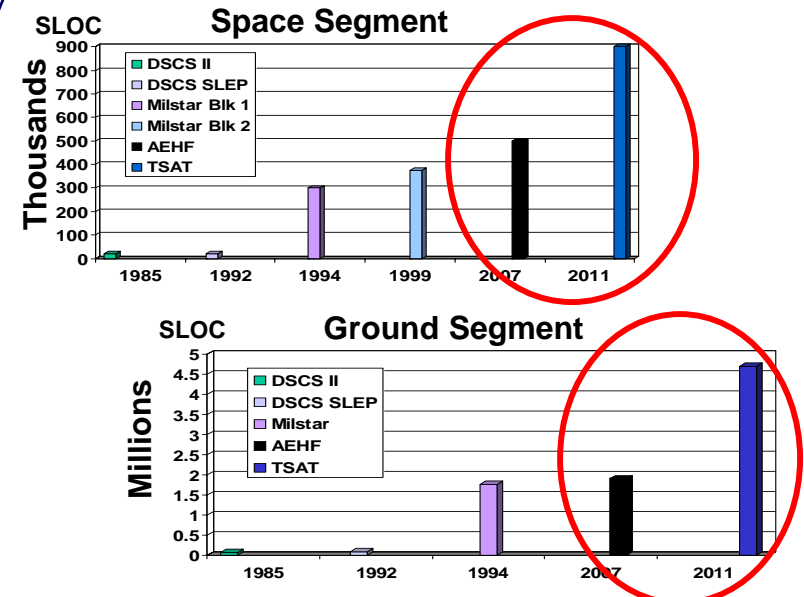 SLOC Space Segment
Thousands
900
800
700
600
500
400
300
200
100
0
DSCS II
DSCS SLEP
Milstar Blk 1
Milstar Blk 2
AEHF
TSAT
1985 1992 1994 1999 2007 2011
SLOC Ground Segment
Millions
5
4.5
4
3.5
3
2.5
2
1.5
1
0.5
0
DSCS II
DSCS SLEP
Milstar
AEHF
TSAT
1985 1992 1994 2007 2011